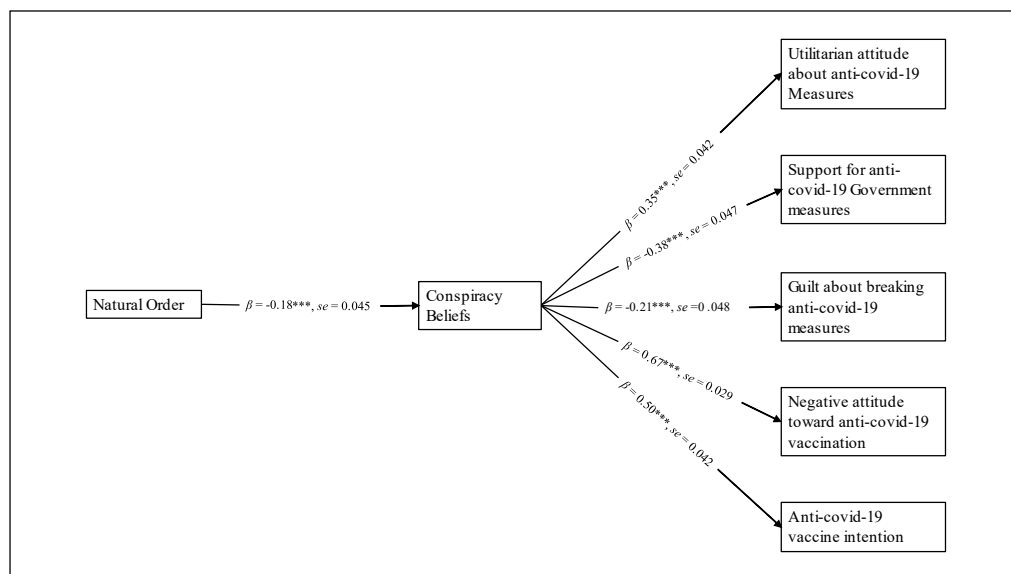 Utilitarian attitude
about anti-covid-19
Measures
β = 0.35***, se = 0.042
Support for anti-
covid-19 Government
measures
β = -0.38***, se = 0.047
Natural Order
β = -0.18***, se = 0.045
Conspiracy
Beliefs
β = -0.21***, se =0 .048
Guilt about breaking
anti-covid-19
measures
β = 0.67***, se = 0.029
Negative attitude
toward anti-covid-19
vaccination
β = 0.50***, se = 0.042
Anti-covid-19
vaccine intention